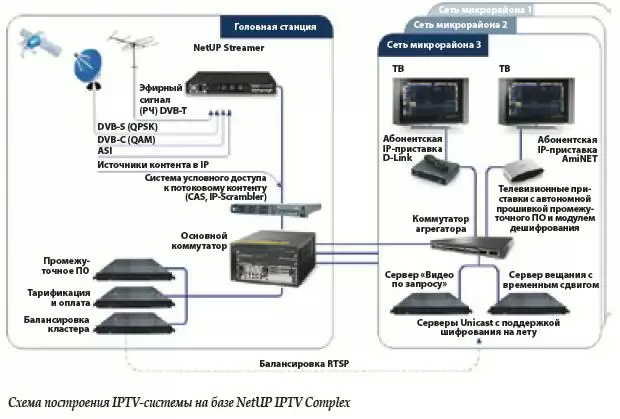 Сеть микрорайона 1
Сеть микрорайона 2
Сеть микрорайона 3
Головная станция
NetUP Streamer
Эфирный
сигнал
(РЧ) DVB-T
DVB-S (QPSK)
DVB-C (QAM)
ASI
Источники контента в IP
Система условного доступа
к потоковому контенту
(CAS, IP-Scrambler)
Основной
коммутатор
Промежу-
точное ПО
Тарификация
и оплата
Балансировка
кластера
ТВ
ТВ
Абонентская
IP-приставка
D-Link
Абонентская
IP-приставка
AmiNET
Телевизионные при-
ставки с автономной
прошивкой промежу-
точного ПО и модулем
дешифрования
Коммутатор
агрегатора
Сервер «Видео
по запросу»
Сервер вещания с
временным сдвигом
Серверы Unicast с поддержкой
шифрования на лету
Балансировка RTSP
Схема построения IPTV-системы на базе NetUP IPTV Complex